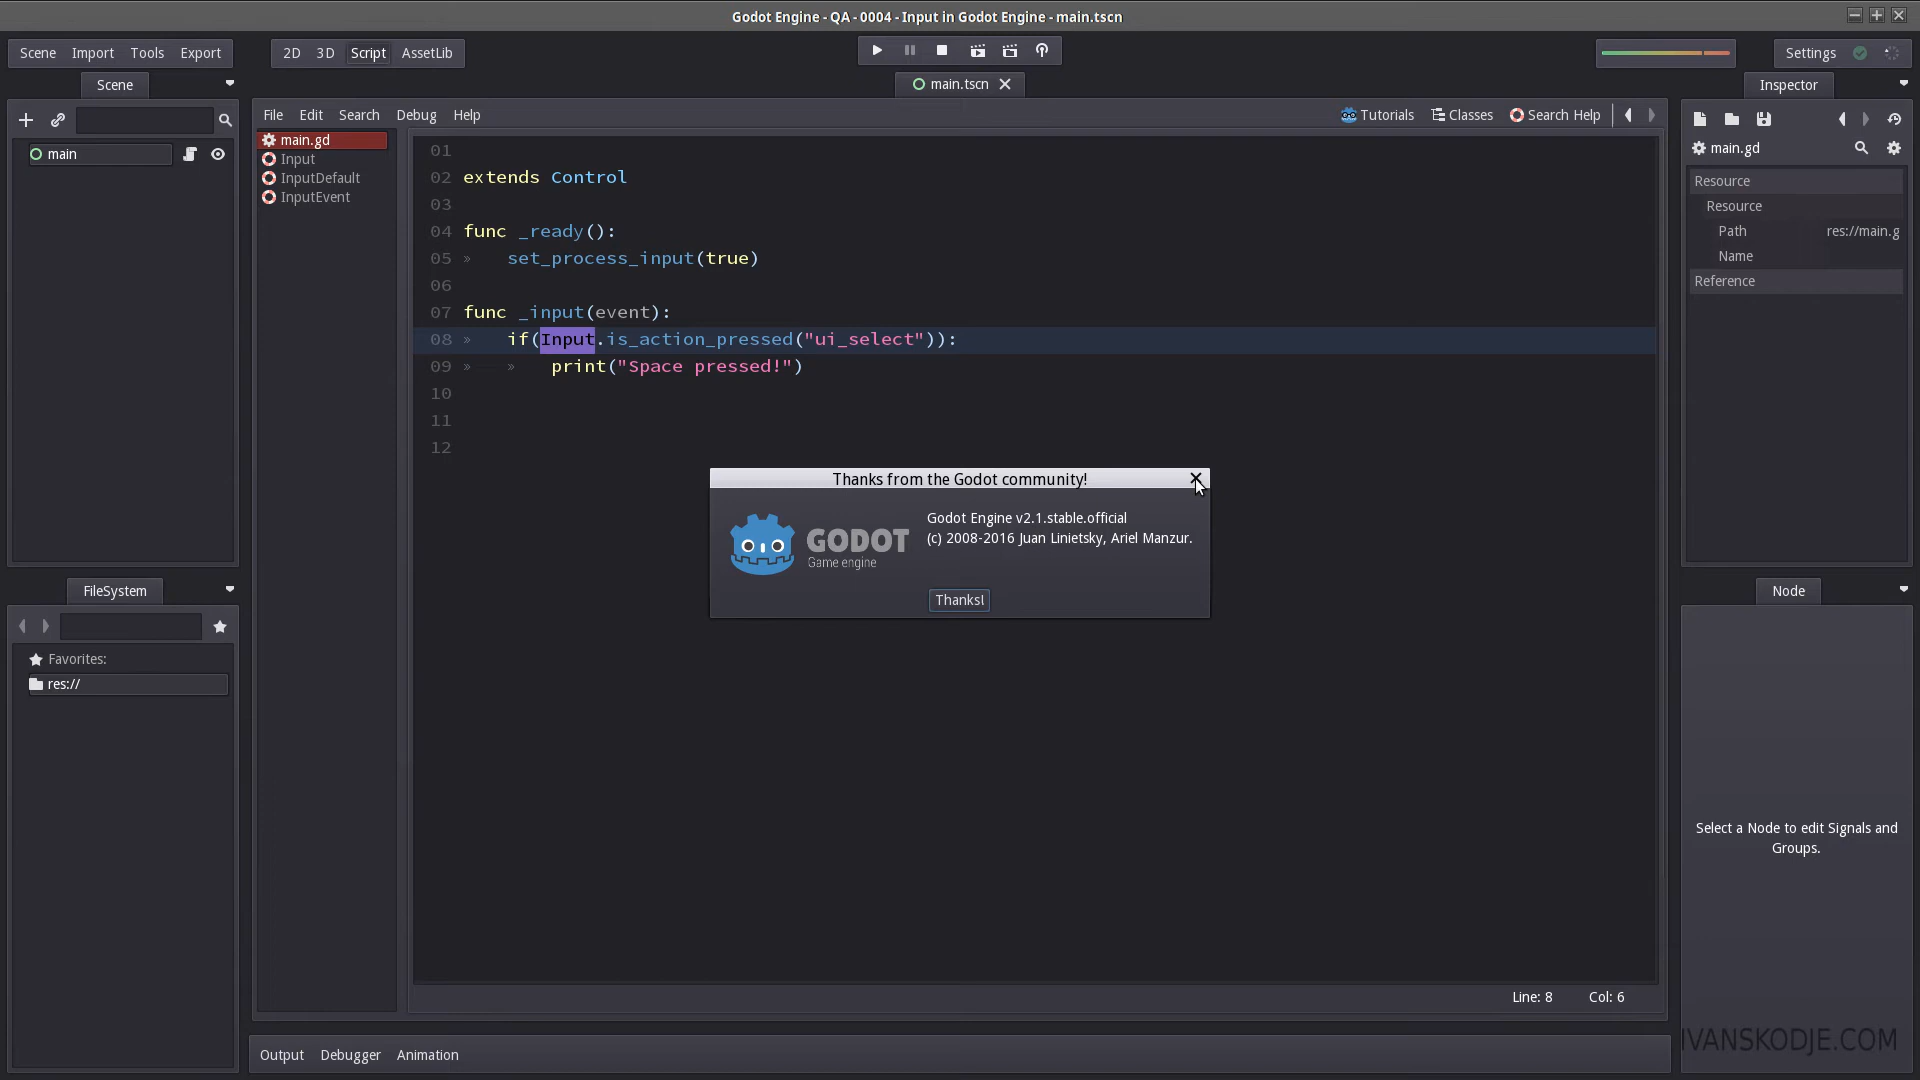 Godot Engine - QA - 0004 - Input in Godot Engine - main.tscn
Scene Import Tools Export
2D 3D Script AssetLib
Settings
Scene
main.tscn
Inspector
File Edit Search Debug Help
Tutorials Classes Search Help
main
main.gd
Input
InputDefault
InputEvent
01
02 extends Control
03
04 func _ready():
05 » set_process_input(true)
06
07 func _input(event):
08 » if(Input.is_action_pressed("ui_select")):
09 » » print("Space pressed!")
10
11
12
Thanks from the Godot community!
GODOT
Game engine
Godot Engine v2.1.stable.official
(c) 2008-2016 Juan Linietsky, Ariel Manzur.
Thanks!
main.gd
Resource
Resource
Path res://main.g
Name
Reference
FileSystem
Favorites:
res://
Node
Select a Node to edit Signals and
Groups.
Line: 8 Col: 6
Output Debugger Animation
IVANSKODJE.COM